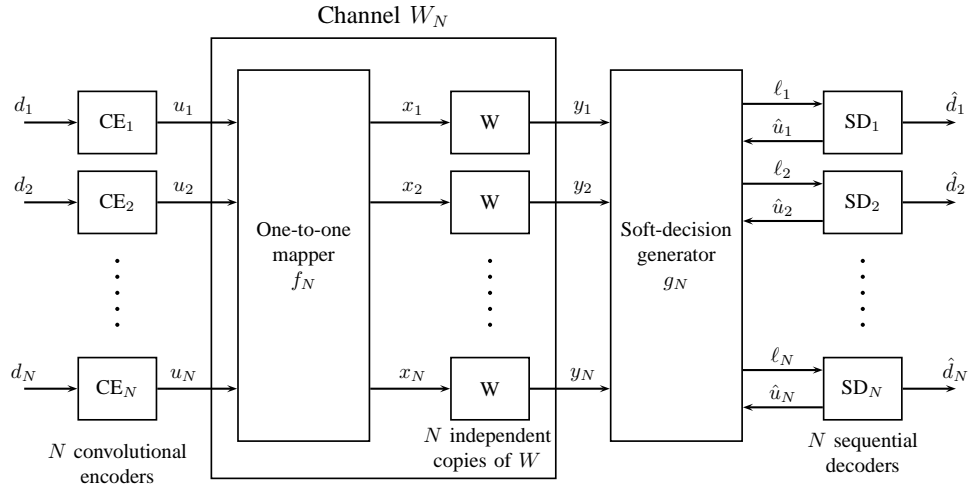 Channel W_N
d_1 CE_1 u_1 x_1 W y_1 ℓ_1 û_1 SD_1 d̂_1
d_2 CE_2 u_2 x_2 W y_2 ℓ_2 û_2 SD_2 d̂_2
One-to-one
mapper
f_N
Soft-decision
generator
g_N
d_N CE_N u_N x_N W y_N ℓ_N û_N SD_N d̂_N
N convolutional
encoders
N independent
copies of W
N sequential
decoders